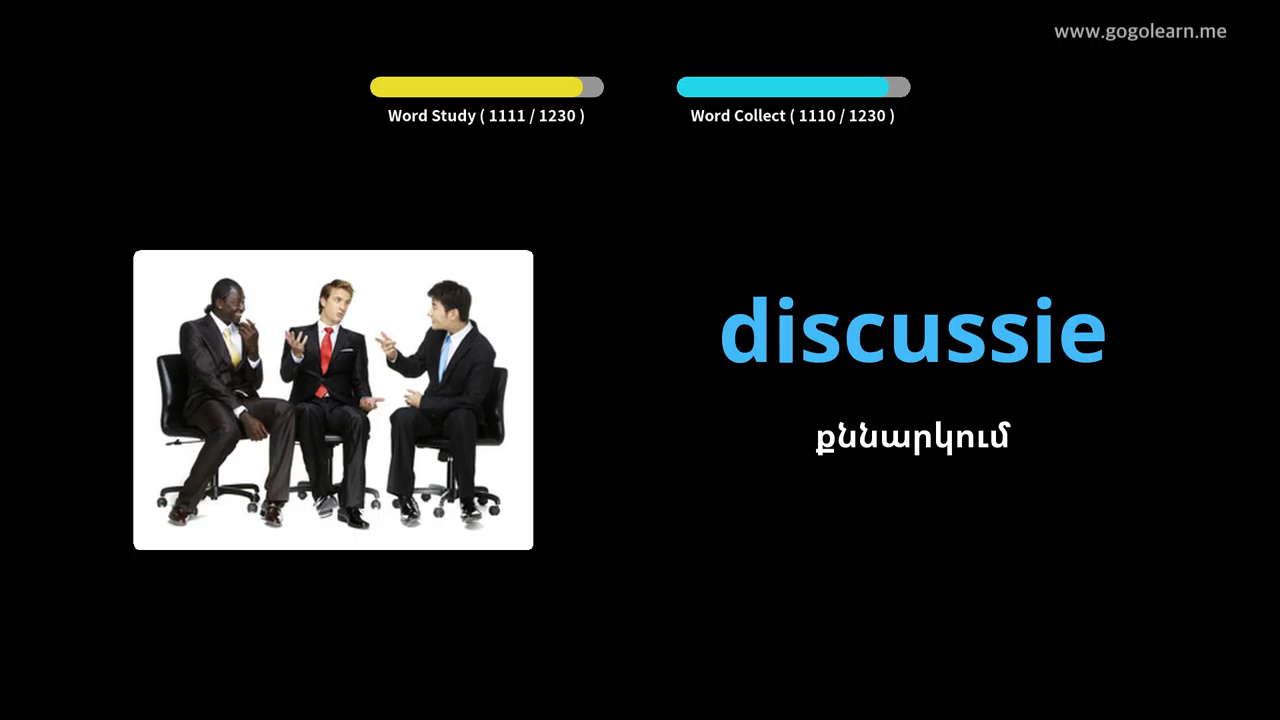 www.gogolearn.me
Word Study ( 1111 / 1230 )
Word Collect ( 1110 / 1230 )
discussie
քննարկում